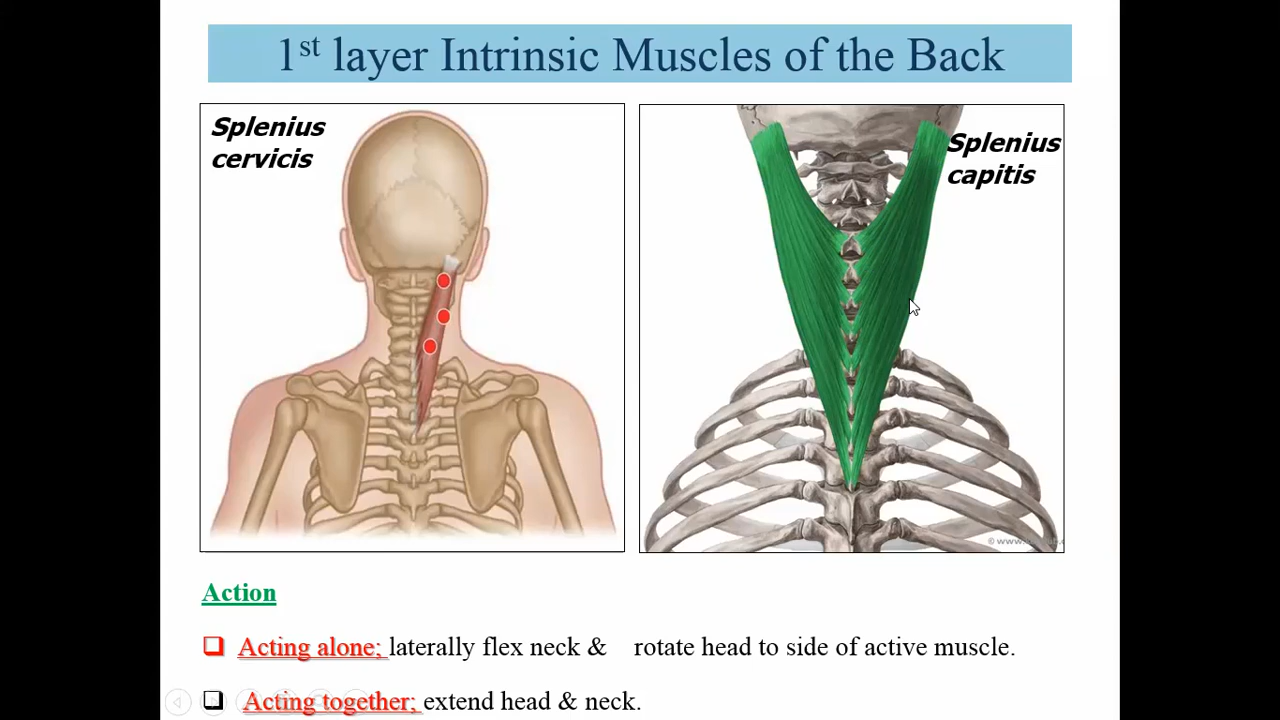 1st layer Intrinsic Muscles of the Back
Splenius
cervicis
Splenius
capitis
© www.
Action
Acting alone; laterally flex neck & rotate head to side of active muscle.
Acting together; extend head & neck.